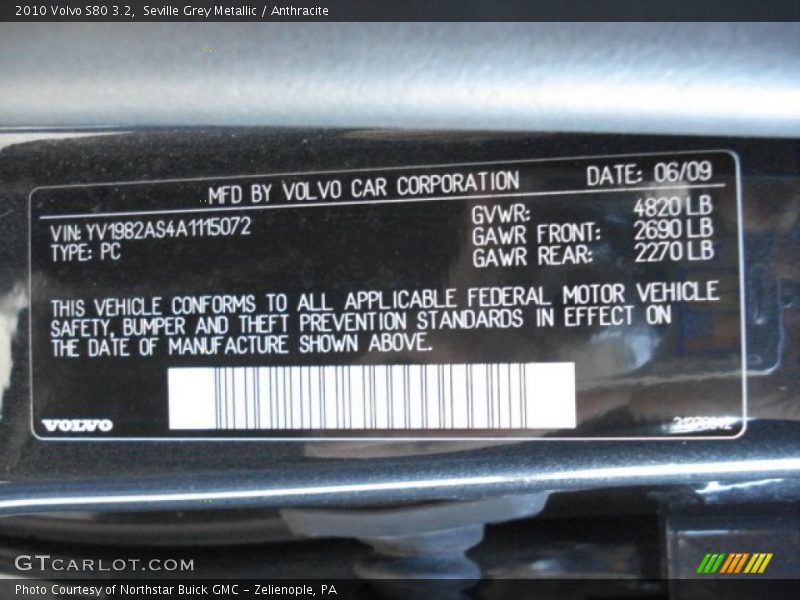 2010 Volvo S80 3.2, Seville Grey Metallic / Anthracite
MFD BY VOLVO CAR CORPORATION DATE: 06/09
VIN: YV1982AS4A1115072 GVWR: 4820 LB
TYPE: PC GAWR FRONT: 2690 LB
GAWR REAR: 2270 LB
THIS VEHICLE CONFORMS TO ALL APPLICABLE FEDERAL MOTOR VEHICLE
SAFETY, BUMPER AND THEFT PREVENTION STANDARDS IN EFFECT ON
THE DATE OF MANUFACTURE SHOWN ABOVE.
VOLVO
GTCARLOT.COM
Photo Courtesy of Northstar Buick GMC - Zelienople, PA